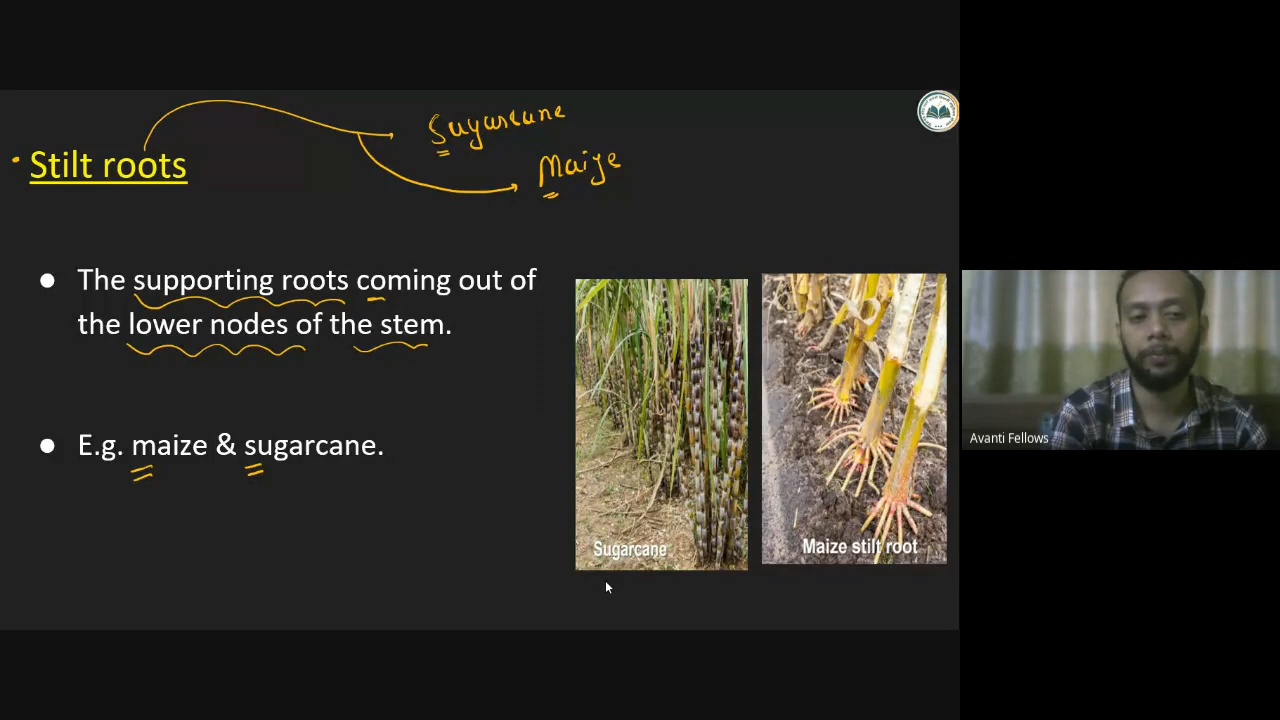 Sugarcane
Maize
Stilt roots
● The supporting roots coming out of
the lower nodes of the stem.
● E.g. maize & sugarcane.
Sugarcane
Maize stilt root
Avanti Fellows